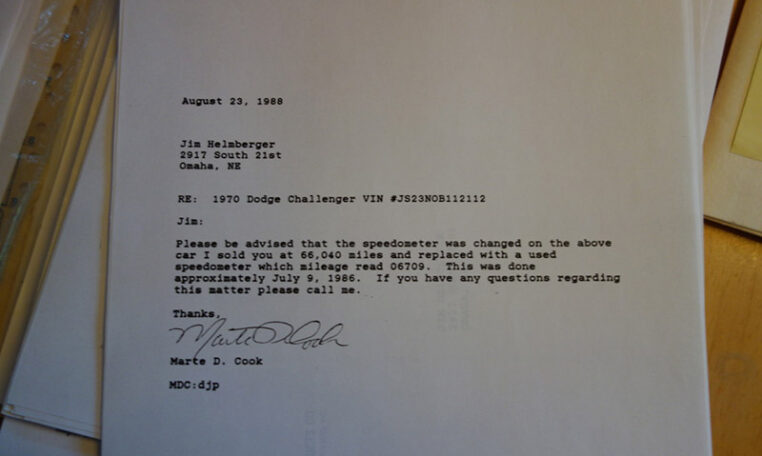 August 23, 1988
Jim Helmberger
2917 South 21st
Omaha, NE
RE: 1970 Dodge Challenger VIN #JS23NOB112112
Jim:
Please be advised that the speedometer was changed on the above
car I sold you at 66,040 miles and replaced with a used
speedometer which mileage read 06709. This was done
approximately July 9, 1986. If you have any questions regarding
this matter please call me.
Thanks,
Marte D Cook
Marte D. Cook
MDC:djp